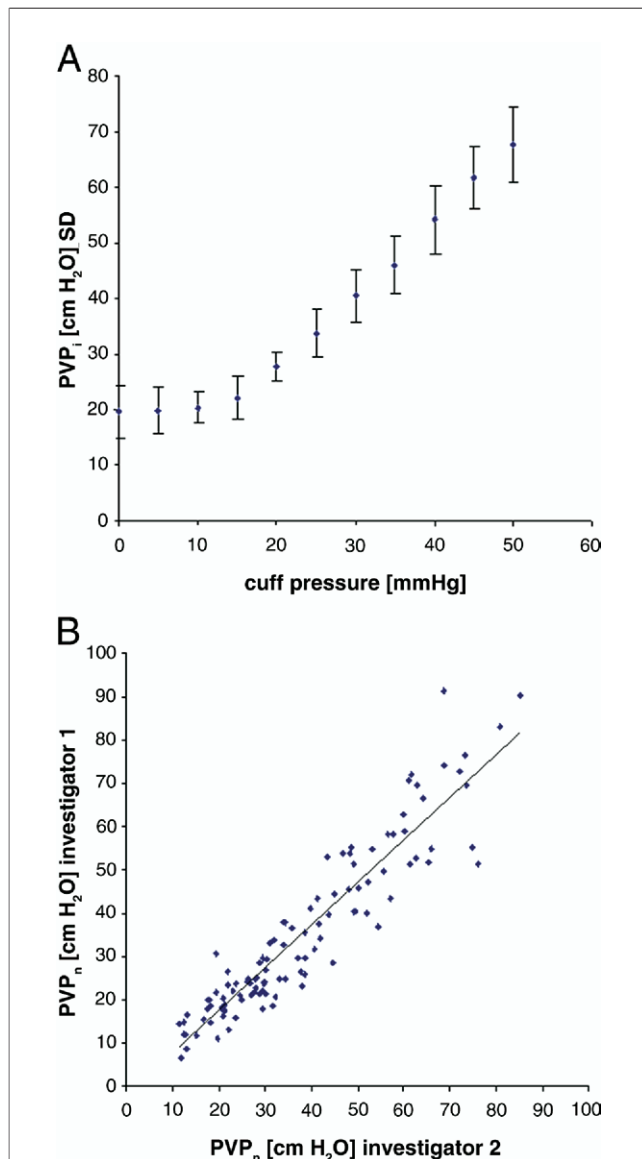 A
80
70
60
50
40
30
20
10
0
PVPi [cm H2O] SD
0 10 20 30 40 50 60
cuff pressure [mmHg]
B
100
90
80
70
60
50
40
30
20
10
0
PVPn [cm H2O] investigator 1
0 10 20 30 40 50 60 70 80 90 100
PVPn [cm H2O] investigator 2